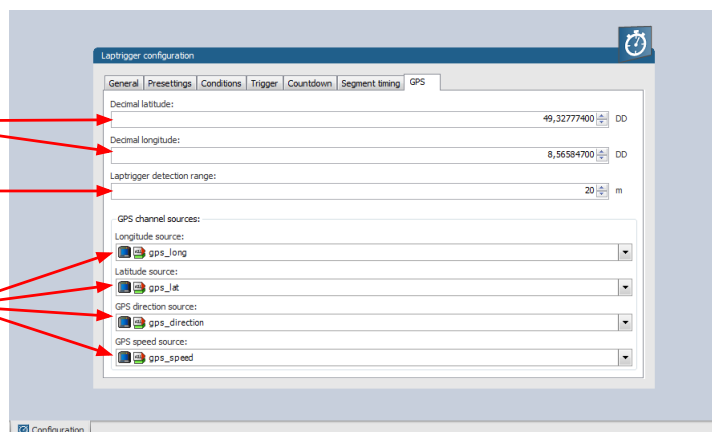 Laptrigger configuration
General Presettings Conditions Trigger Countdown Segment timing GPS
Decimal latitude:
49,32777400 DD
Decimal longitude:
8,56584700 DD
Laptrigger detection range:
20 m
GPS channel sources:
Longitude source:
gps_long
Latitude source:
gps_lat
GPS direction source:
gps_direction
GPS speed source:
gps_speed
Configuration